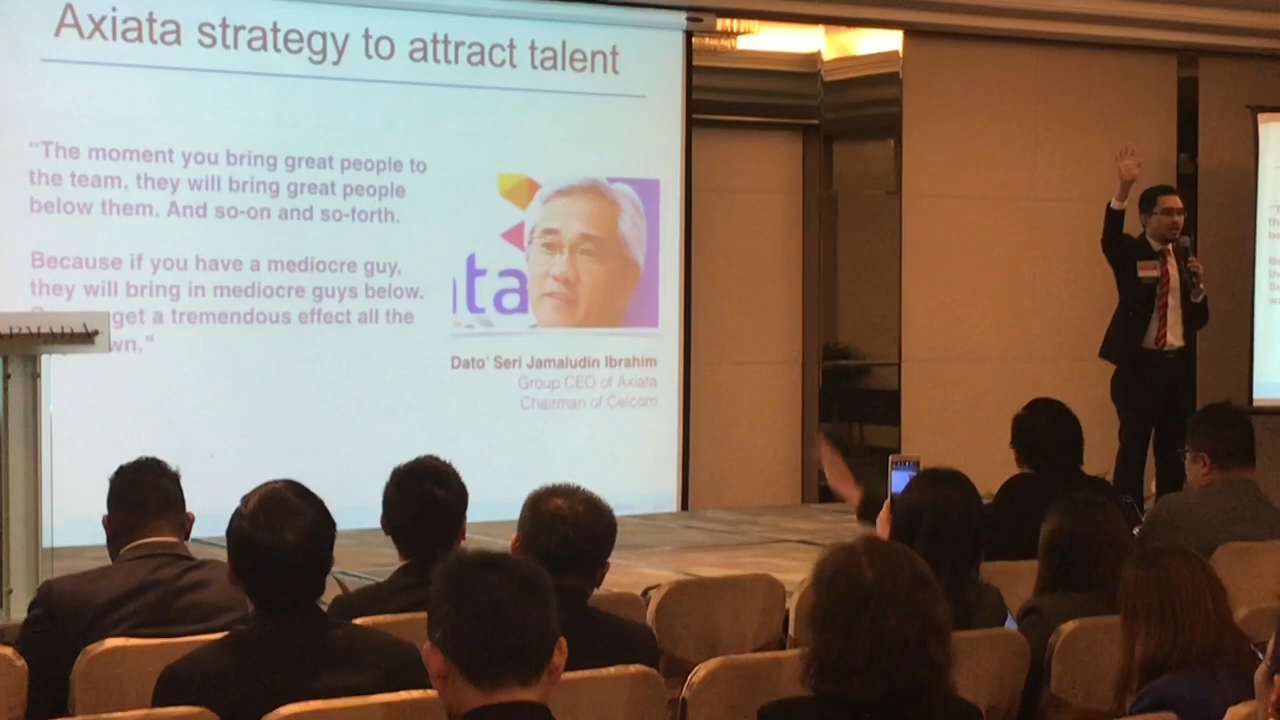 Axiata strategy to attract talent
"The moment you bring great people to
the team, they will bring great people
below them. And so-on and so-forth.
Because if you have a mediocre guy,
they will bring in mediocre guys below.
get a tremendous effect all the
wn."
ita
Dato' Seri Jamaludin Ibrahim
Group CEO of Axiata
Chairman of Celcom
ARMADA